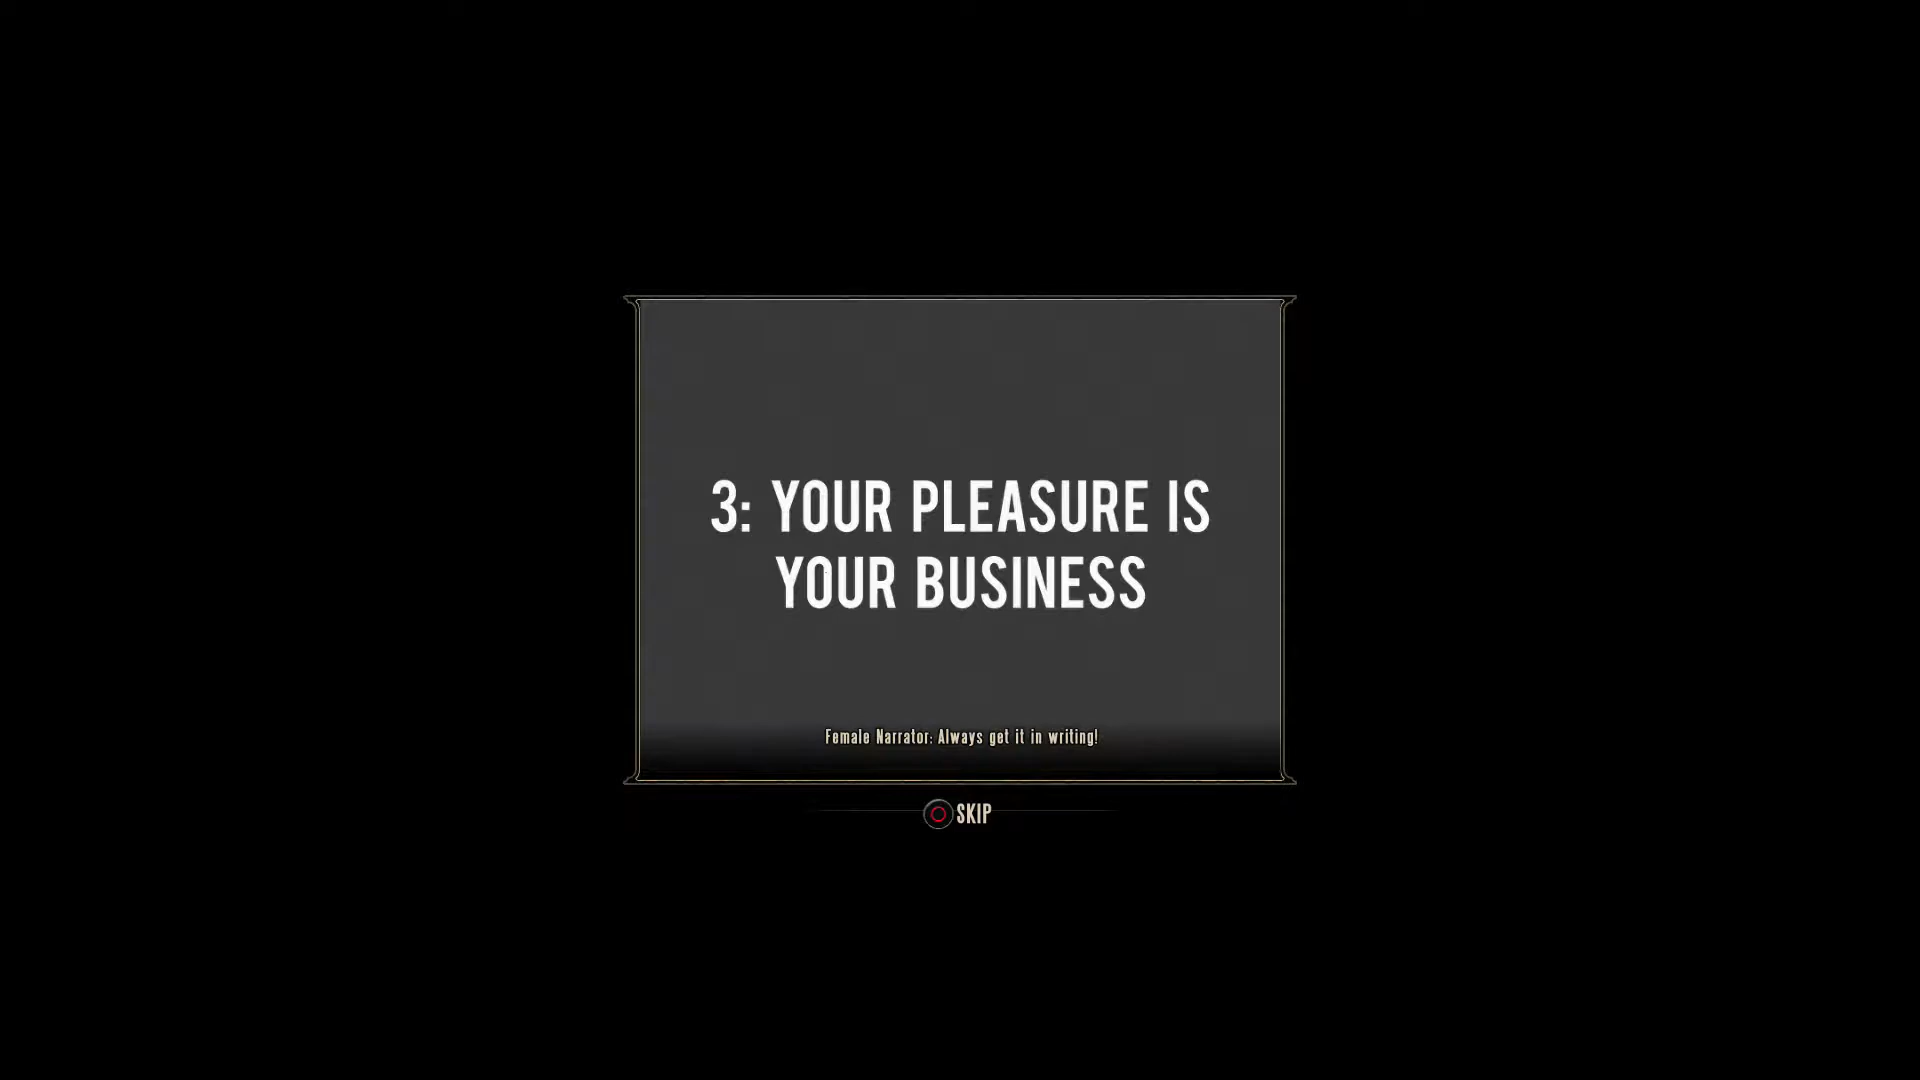 3: YOUR PLEASURE IS
YOUR BUSINESS
Female Narrator: Always get it in writing!
SKIP